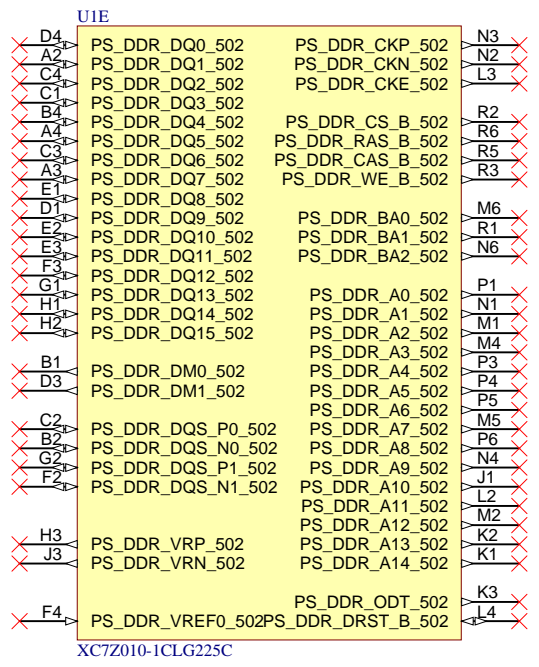 U1E
D4 PS_DDR_DQ0_502 PS_DDR_CKP_502 N3
A2 PS_DDR_DQ1_502 PS_DDR_CKN_502 N2
C4 PS_DDR_DQ2_502 PS_DDR_CKE_502 L3
C1 PS_DDR_DQ3_502
B4 PS_DDR_DQ4_502 PS_DDR_CS_B_502 R2
A4 PS_DDR_DQ5_502 PS_DDR_RAS_B_502 R6
C3 PS_DDR_DQ6_502 PS_DDR_CAS_B_502 R5
A3 PS_DDR_DQ7_502 PS_DDR_WE_B_502 R3
E1 PS_DDR_DQ8_502
D1 PS_DDR_DQ9_502 PS_DDR_BA0_502 M6
E2 PS_DDR_DQ10_502 PS_DDR_BA1_502 R1
E3 PS_DDR_DQ11_502 PS_DDR_BA2_502 N6
F3 PS_DDR_DQ12_502
G1 PS_DDR_DQ13_502 PS_DDR_A0_502 P1
H1 PS_DDR_DQ14_502 PS_DDR_A1_502 N1
H2 PS_DDR_DQ15_502 PS_DDR_A2_502 M1
PS_DDR_A3_502 M4
B1 PS_DDR_DM0_502 PS_DDR_A4_502 P3
D3 PS_DDR_DM1_502 PS_DDR_A5_502 P4
PS_DDR_A6_502 P5
C2 PS_DDR_DQS_P0_502 PS_DDR_A7_502 M5
B2 PS_DDR_DQS_N0_502 PS_DDR_A8_502 P6
G2 PS_DDR_DQS_P1_502 PS_DDR_A9_502 N4
F2 PS_DDR_DQS_N1_502 PS_DDR_A10_502 J1
PS_DDR_A11_502 L2
PS_DDR_A12_502 M2
H3 PS_DDR_VRP_502 PS_DDR_A13_502 K2
J3 PS_DDR_VRN_502 PS_DDR_A14_502 K1
PS_DDR_ODT_502 K3
F4 PS_DDR_VREF0_502 PS_DDR_DRST_B_502 L4
XC7Z010-1CLG225C